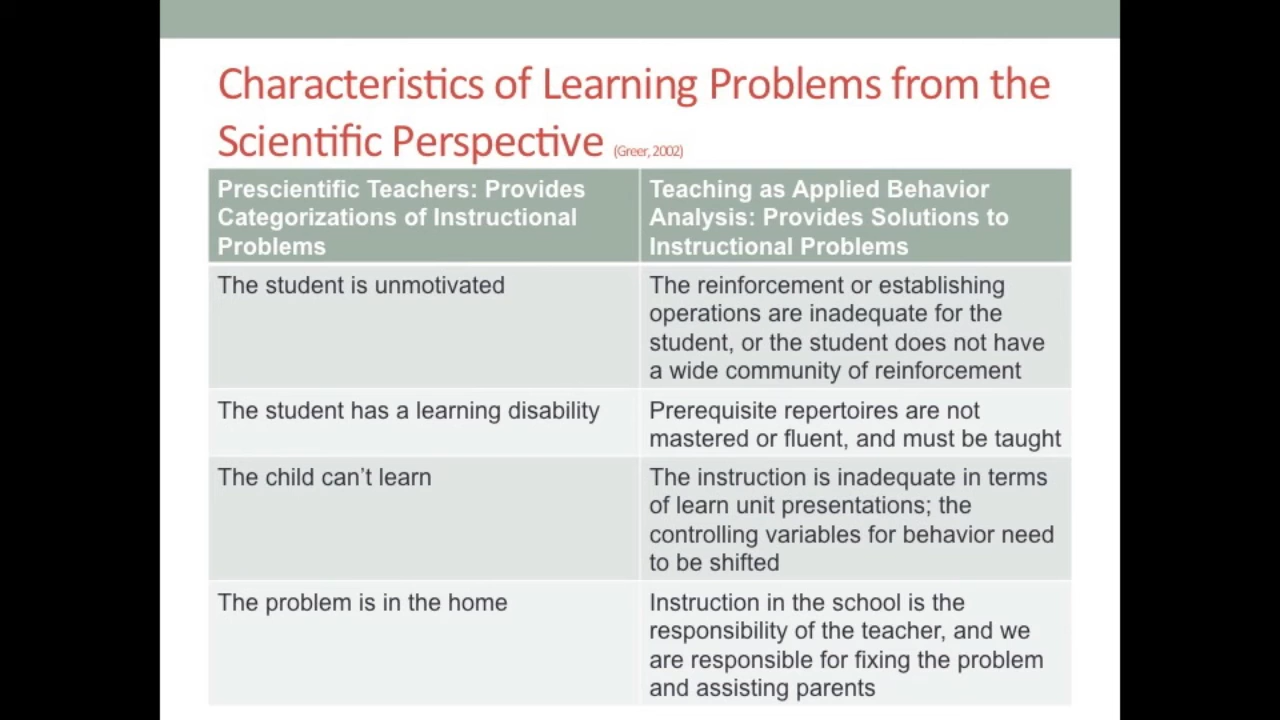 Characteristics of Learning Problems from the
Scientific Perspective (Greer, 2002)
Prescientific Teachers: Provides
Categorizations of Instructional
Problems
Teaching as Applied Behavior
Analysis: Provides Solutions to
Instructional Problems
The student is unmotivated
The reinforcement or establishing
operations are inadequate for the
student, or the student does not have
a wide community of reinforcement
The student has a learning disability
Prerequisite repertoires are not
mastered or fluent, and must be taught
The child can’t learn
The instruction is inadequate in terms
of learn unit presentations; the
controlling variables for behavior need
to be shifted
The problem is in the home
Instruction in the school is the
responsibility of the teacher, and we
are responsible for fixing the problem
and assisting parents